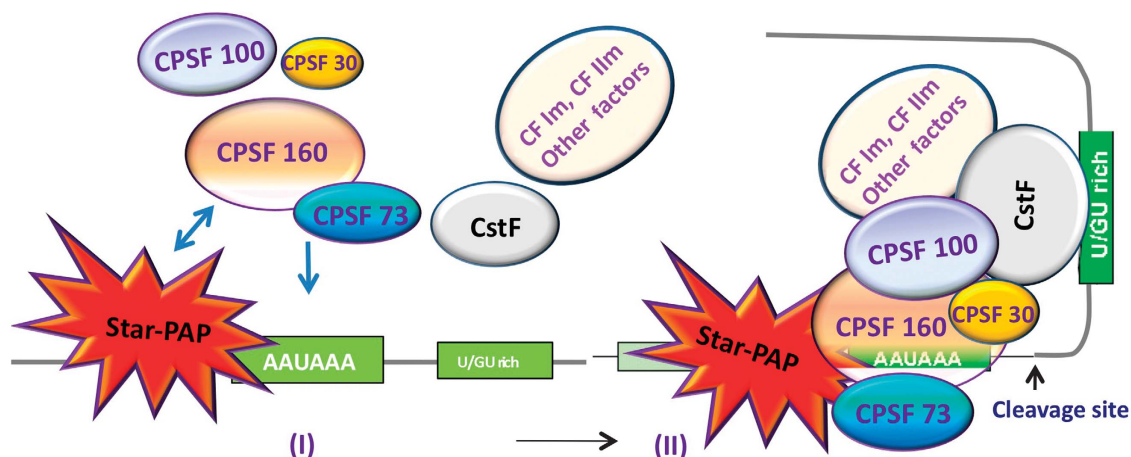 CPSF 100
CPSF 30
CPSF 160
CPSF 73
CF Im, CF IIm
Other factors
CstF
Star-PAP
AAUAAA
U/GU rich
(I)
CF Im, CF IIm
Other factors
CstF
U/GU rich
CPSF 100
CPSF 30
CPSF 160
Star-PAP
AAUAAA
CPSF 73
Cleavage site
(II)